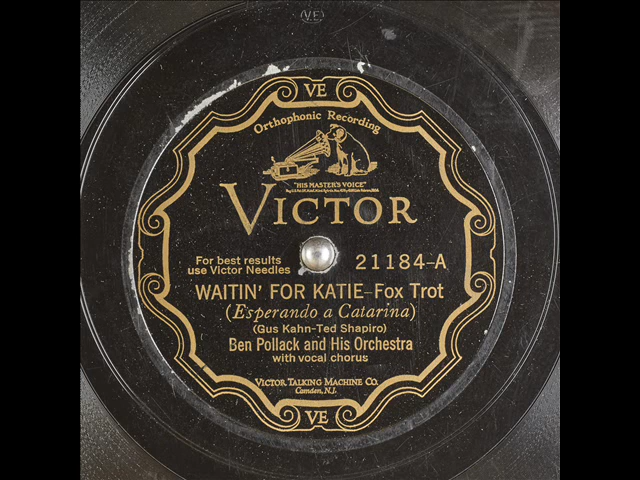 VE
VE
Orthophonic Recording
"HIS MASTER'S VOICE"
VICTOR
For best results
use Victor Needles
21184-A
WAITIN' FOR KATIE-Fox Trot
(Esperando a Catarina)
(Gus Kahn-Ted Shapiro)
Ben Pollack and His Orchestra
with vocal chorus
VICTOR TALKING MACHINE CO.
Camden, N.J.
VE